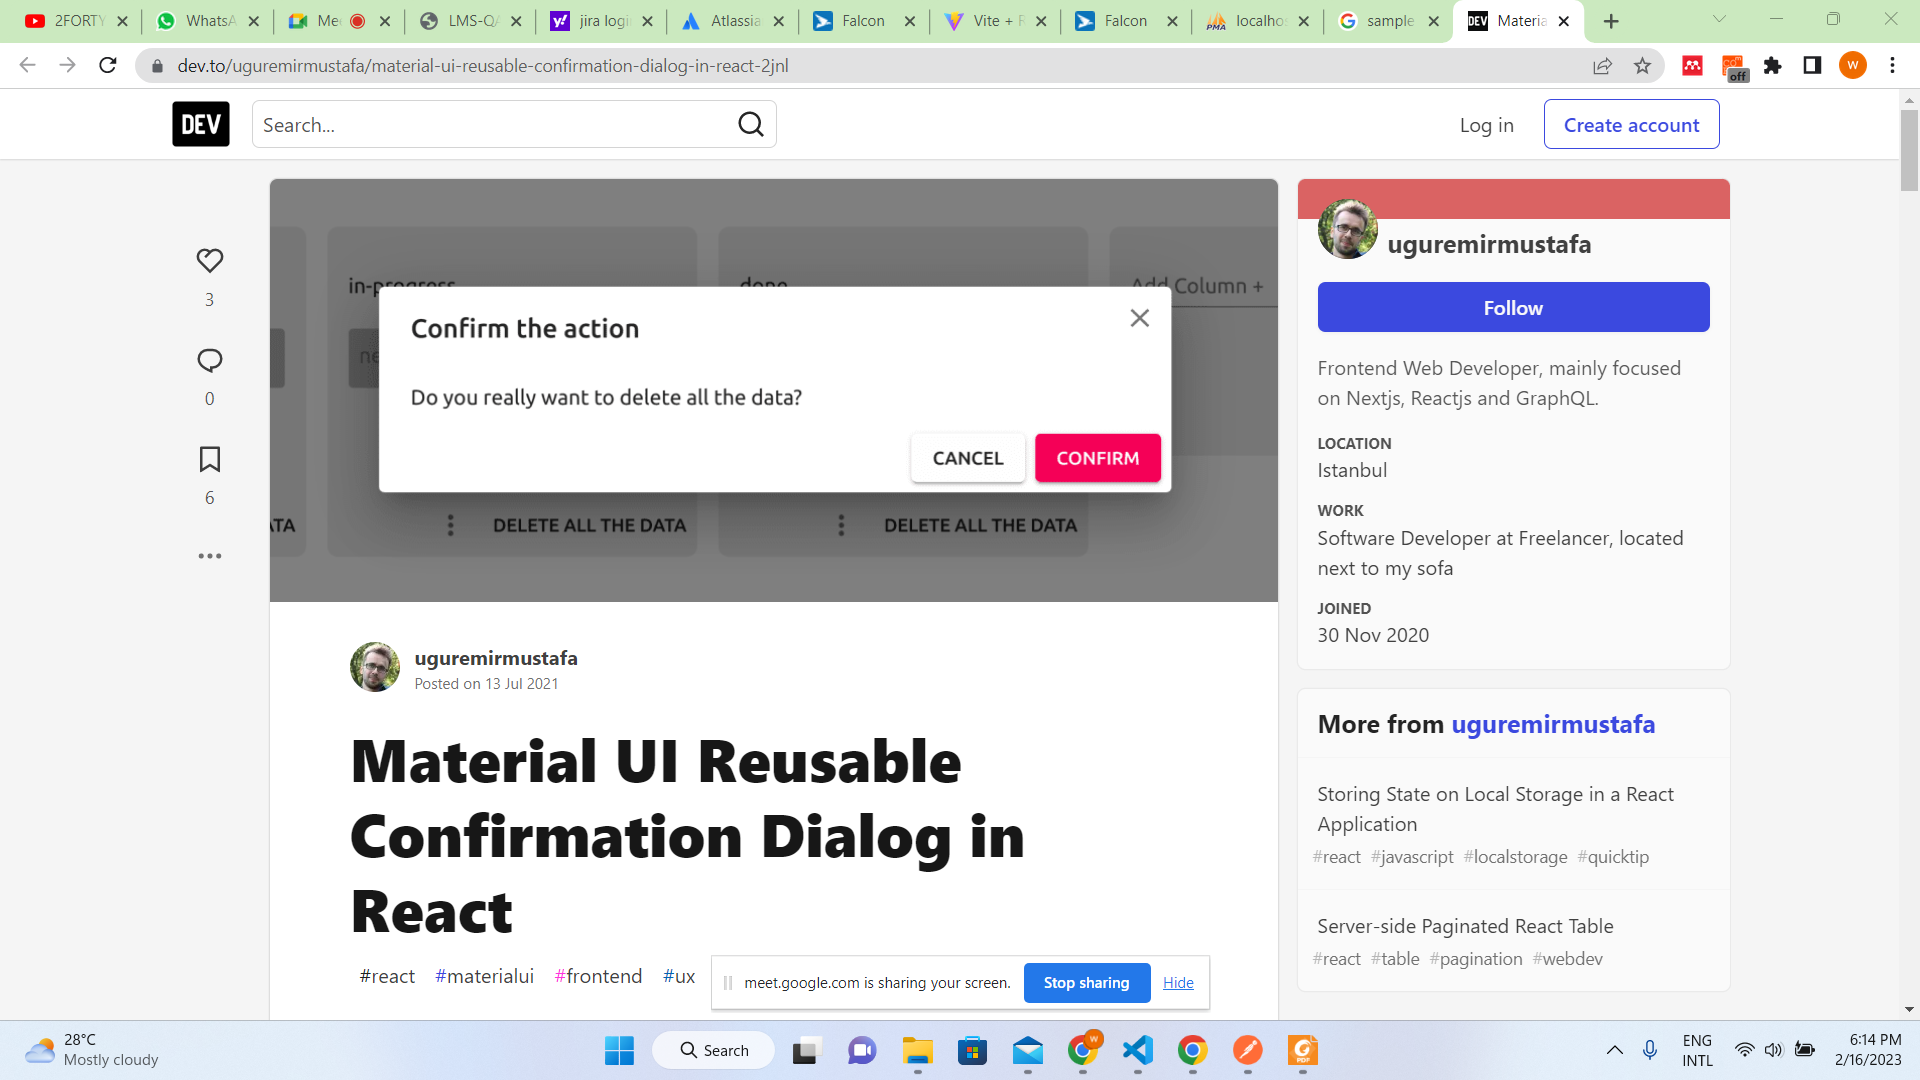 2FORTY
WhatsA
Mee
LMS-QA
jira logi
Atlassia
Falcon
Vite + R
Falcon
localhos
sample
Materia
dev.to/uguremirmustafa/material-ui-reusable-confirmation-dialog-in-react-2jnl
off
W
DEV
Search...
Log in
Create account
3
0
6
in-progress
done
Add Column +
Confirm the action
Do you really want to delete all the data?
CANCEL
CONFIRM
ATA
DELETE ALL THE DATA
DELETE ALL THE DATA
uguremirmustafa
Posted on 13 Jul 2021
Material UI Reusable
Confirmation Dialog in
React
#react #materialui #frontend #ux
uguremirmustafa
Follow
Frontend Web Developer, mainly focused
on Nextjs, Reactjs and GraphQL.
LOCATION
Istanbul
WORK
Software Developer at Freelancer, located
next to my sofa
JOINED
30 Nov 2020
More from uguremirmustafa
Storing State on Local Storage in a React
Application
#react #javascript #localstorage #quicktip
Server-side Paginated React Table
#react #table #pagination #webdev
meet.google.com is sharing your screen.
Stop sharing
Hide
28°C
Mostly cloudy
Search
ENG
INTL
6:14 PM
2/16/2023